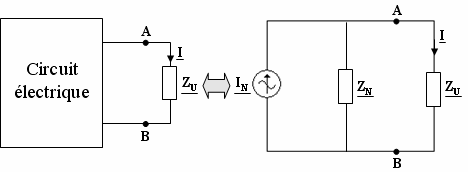 A
I
Circuit
électrique
Z_U
B
I_N
A
I
Z_N
Z_U
B